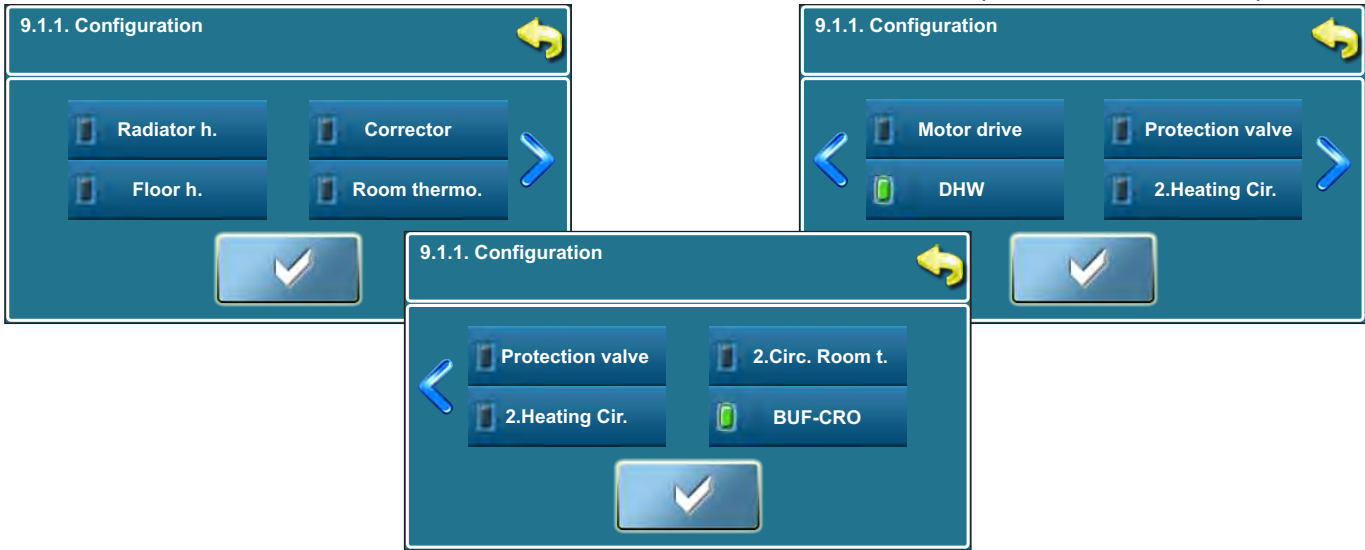 9.1.1. Configuration
Radiator h.
Corrector
Floor h.
Room thermo.
9.1.1. Configuration
Motor drive
Protection valve
DHW
2.Heating Cir.
9.1.1. Configuration
Protection valve
2.Circ. Room t.
2.Heating Cir.
BUF-CRO